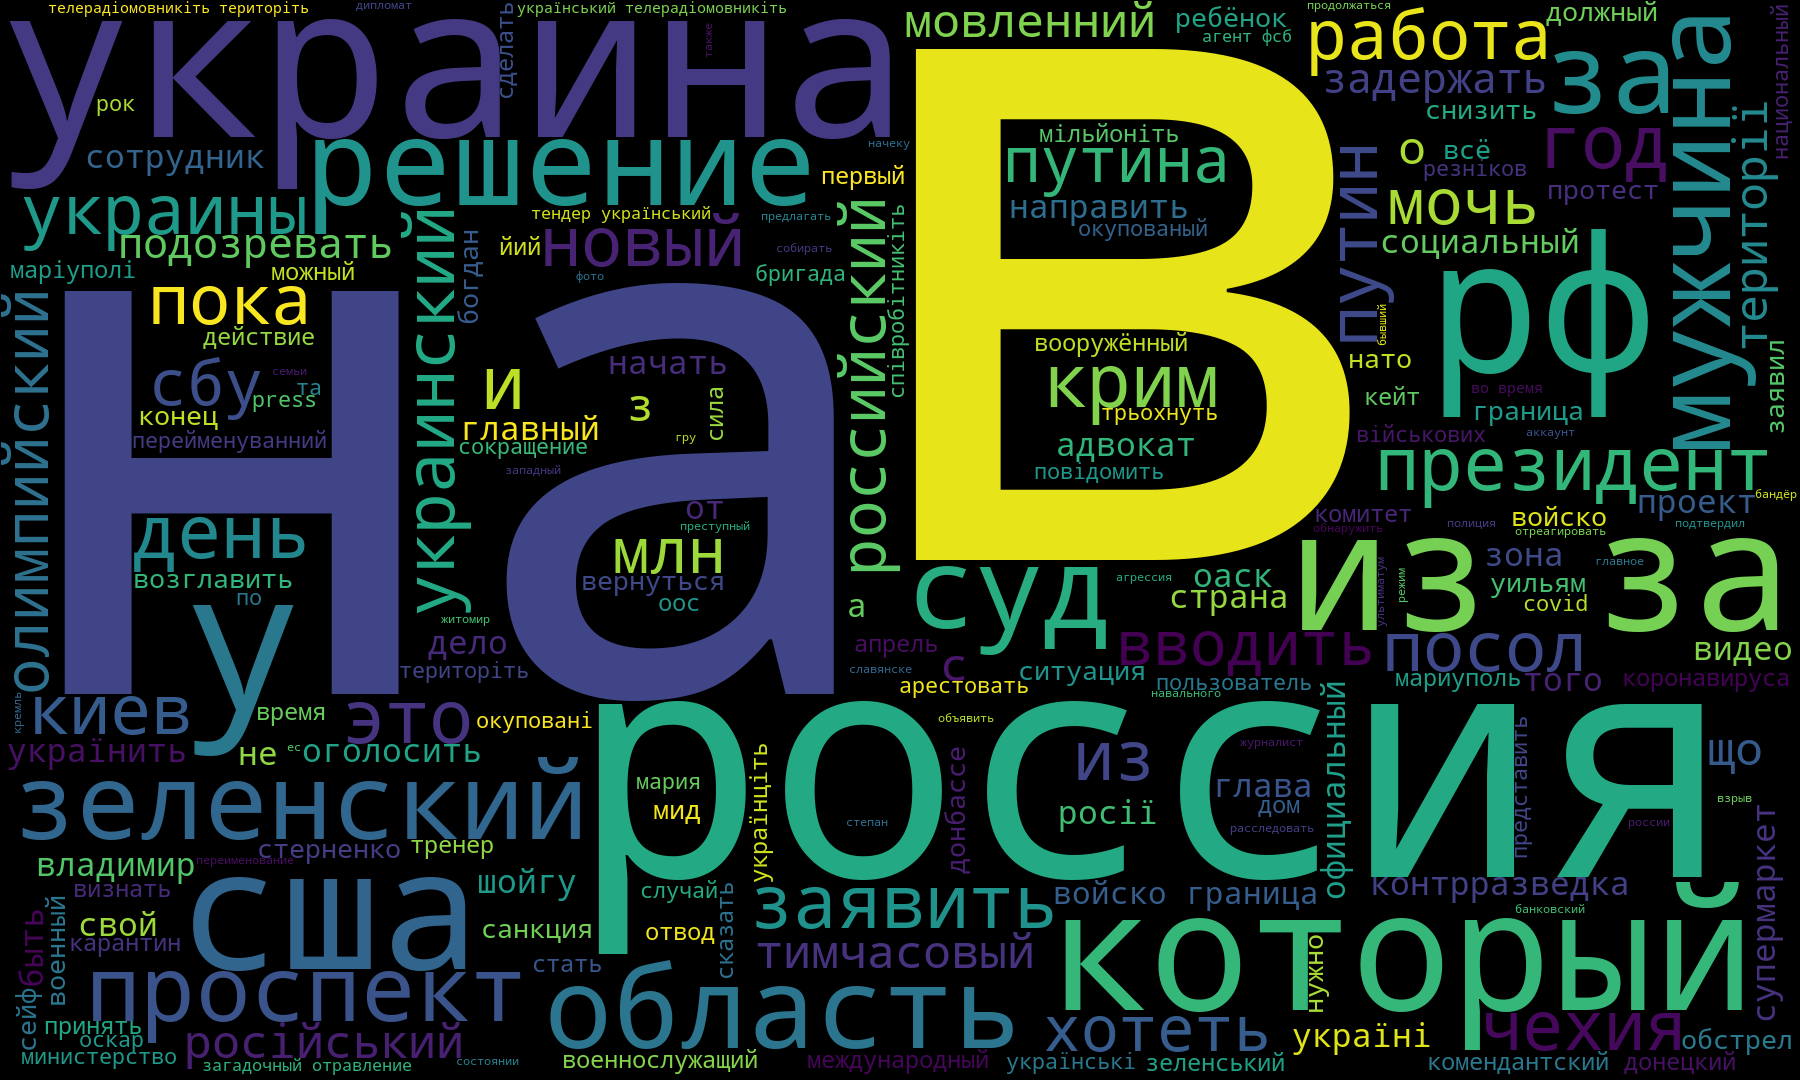 телерадіомовникіть територіть
дипломат
український телерадіомовникіть
украина
сделать
также
мовленний
ребёнок
агент фсб
продолжаться
работа
должный
национальный
задержать
за
мужчина
снизить
рок
в
сотрудник
решение
начеку
первый
мільйоніть
путина
направить
окупованый
о
всё
резніков
год
протест
мочь
социальный
території
украины
подозревать
тендер український
предлагать
новый
йий
собирать
бригада
фото
маріуполі
можный
богдан
украинский
российский
співробітникіть
путин
бывший
рф
олимпийский
пока
действие
на
сбу
семьи
та
press
конец
перейменуванний
и
начать
з
сила
гру
главный
сокращение
западный
вооружённый
крим
трьохнуть
адвокат
повідомить
нато
кейт
во время
граница
військових
аккаунт
заявил
президент
проект
бандёр
день
возглавить
по
у
от
преступный
млн
вернуться
оос
житомир
комитет
обнаружить
полиция
войско
отреагировать
подтвердил
из за
зона
главное
уильям
covid
ультиматум
режим
суд
агрессия
оаск
страна
а
апрель
с
славянске
ситуация
вводить
посол
видео
арестовать
пользователь
навального
мариуполь
того
коронавируса
дело
територіть
кремль
киев
время
это
окуповані
українить
не
ес
оголосить
россия
объявить
из
журналист
официальный
що
мария
мид
українціть
степан
донбассе
росії
глава
дом
расследовать
представить
россии
взрыв
зеленский
стерненко
тренер
владимир
переименование
визнать
сша
шойгу
случай
сказать
заявить
войско
граница
контрразведка
супермаркет
быть
военный
свой
карантин
санкция
отвод
тимчасовый
который
банковский
нужно
сейф
проспект
стать
область
принять
оскар
министерство
російський
загадочный отравление
состоянии
военнослужащий
международный
хотеть
українські
зеленський
україні
чехия
обстрел
комендантский
донецкий